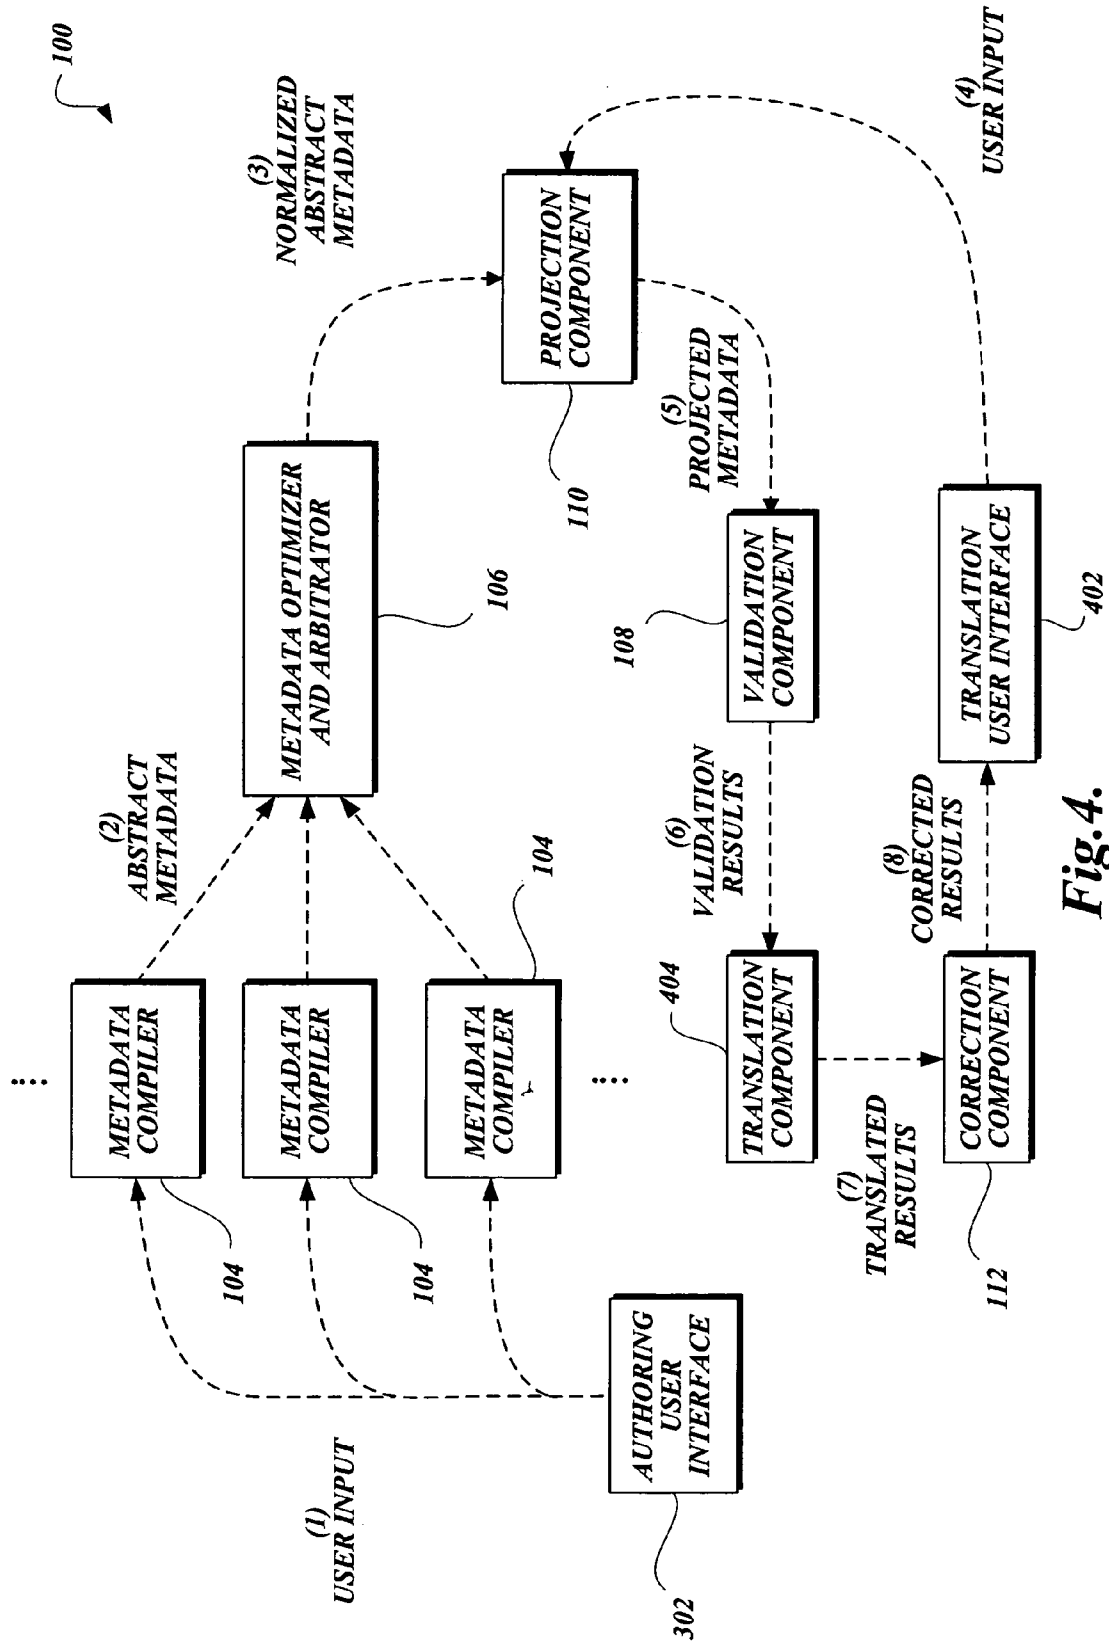 100
(1)
USER INPUT
302
AUTHORING
USER
INTERFACE
104
METADATA
COMPILER
104
METADATA
COMPILER
104
METADATA
COMPILER
(2)
ABSTRACT
METADATA
METADATA OPTIMIZER
AND ARBITRATOR
106
(3)
NORMALIZED
ABSTRACT
METADATA
PROJECTION
COMPONENT
110
(4)
USER INPUT
(5)
PROJECTED
METADATA
VALIDATION
COMPONENT
108
(6)
VALIDATION
RESULTS
404
TRANSLATION
COMPONENT
(7)
TRANSLATED
RESULTS
CORRECTION
COMPONENT
112
(8)
CORRECTED
RESULTS
TRANSLATION
USER INTERFACE
402
Fig.4.